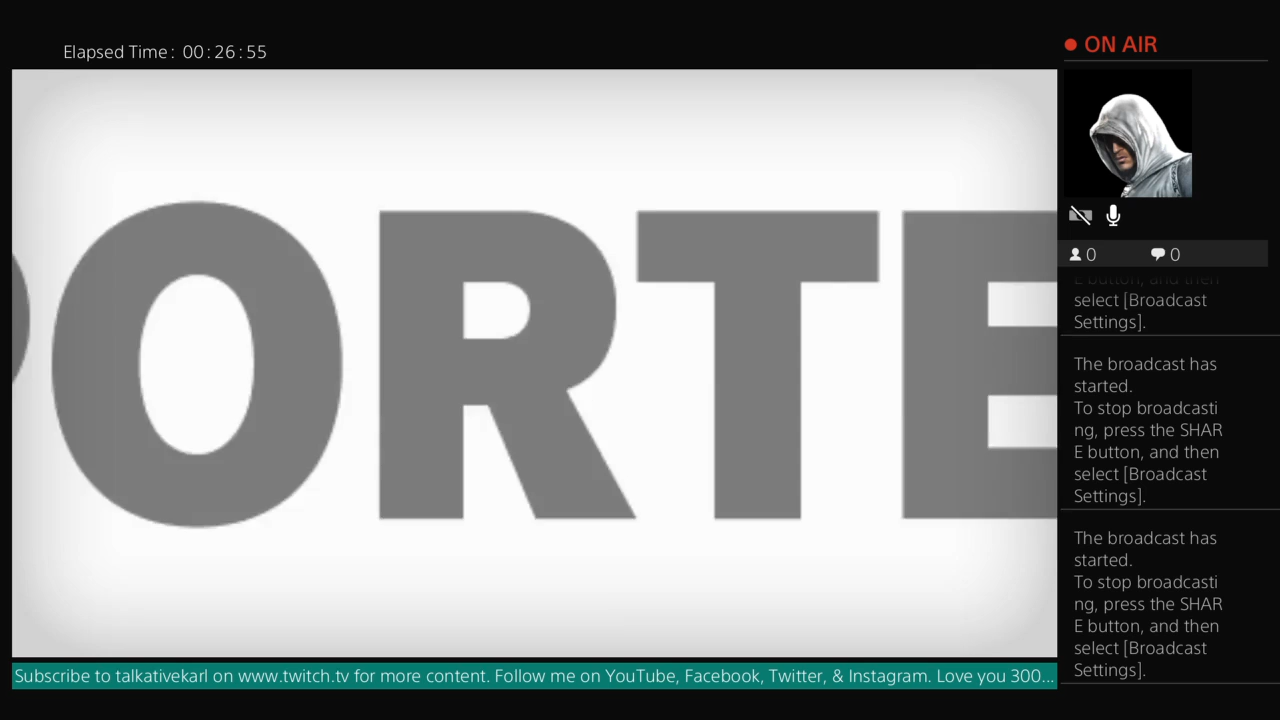 Elapsed Time: 00:26:55
ON AIR
ORTE
0 0
E button, and then
select [Broadcast
Settings].
The broadcast has
started.
To stop broadcasti
ng, press the SHAR
E button, and then
select [Broadcast
Settings].
The broadcast has
started.
To stop broadcasti
ng, press the SHAR
E button, and then
select [Broadcast
Settings].
Subscribe to talkativekarl on www.twitch.tv for more content. Follow me on YouTube, Facebook, Twitter, & Instagram. Love you 300...